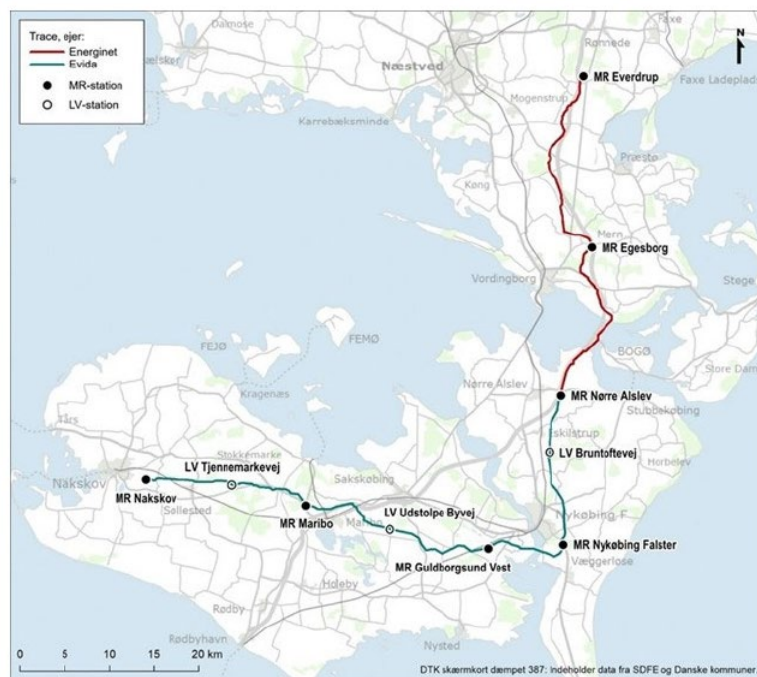 Trace, ejer:
Energinet
Evida
MR-station
LV-station
N
Dalmose
Næstved
Rønnede
Faxe
MR Everdrup
Faxe Ladeplads
Mogenstrup
Karrebæksminde
Præstø
Køng
Mern
MR Egesborg
Vordingborg
Stege
FEJØ
FEMØ
BOGØ
Store Dam
Kragenæs
Nørre Alslev
MR Nørre Alslev
Stubbekøbing
Tårs
Eskilstrup
LV Bruntoftevej
Horbelev
Stokkemarke
LV Tjennemarkevej
Sakskøbing
Nakskov
MR Nakskov
Søllested
MR Maribo
Maribo
LV Udstolpe Byvej
Nykøbing F
MR Nykøbing Falster
MR Guldborgsund Vest
Væggerløse
Holeby
Rødby
Rødbyhavn
Nysted
0 5 10 15 20 km
DTK skærmkort dæmpet 387: Indeholder data fra SDFE og Danske kommuner.